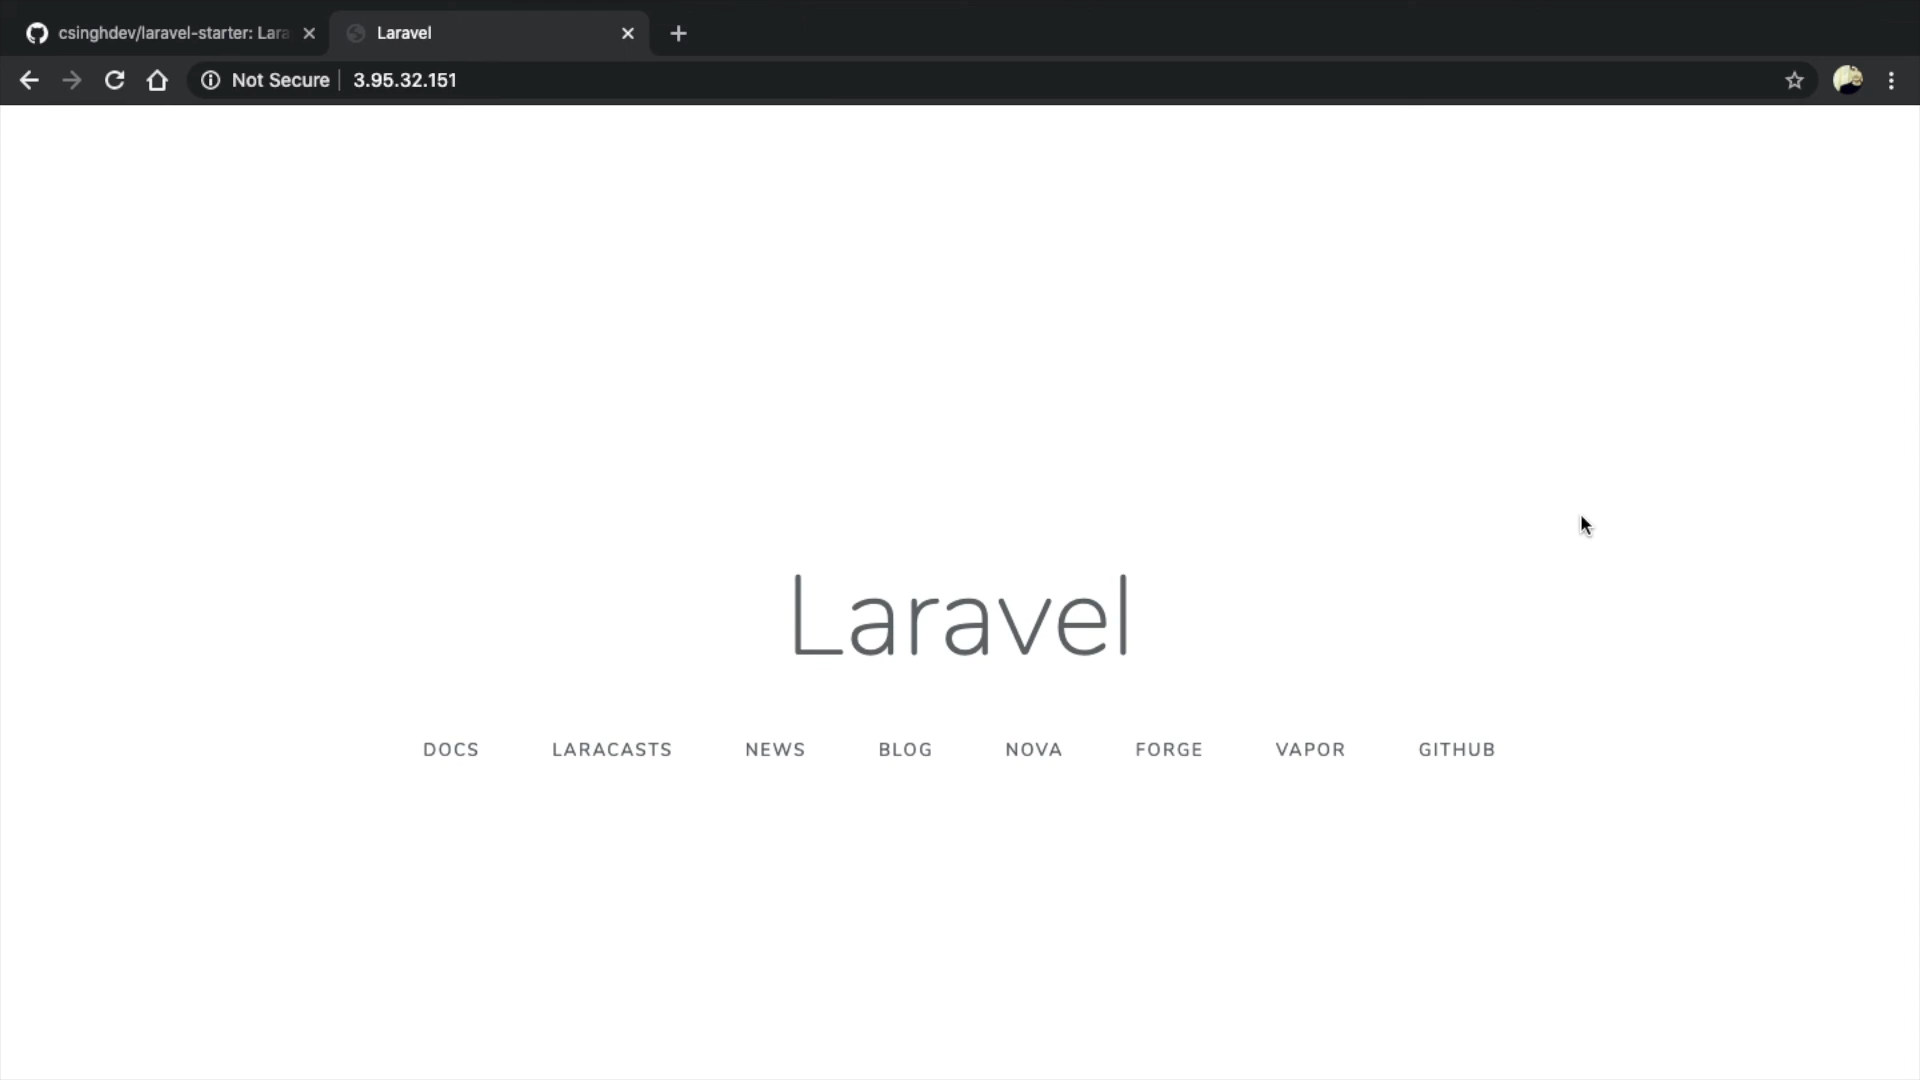 csinghdev/laravel-starter: Lara
Laravel
Not Secure 3.95.32.151
Laravel
DOCS LARACASTS NEWS BLOG NOVA FORGE VAPOR GITHUB